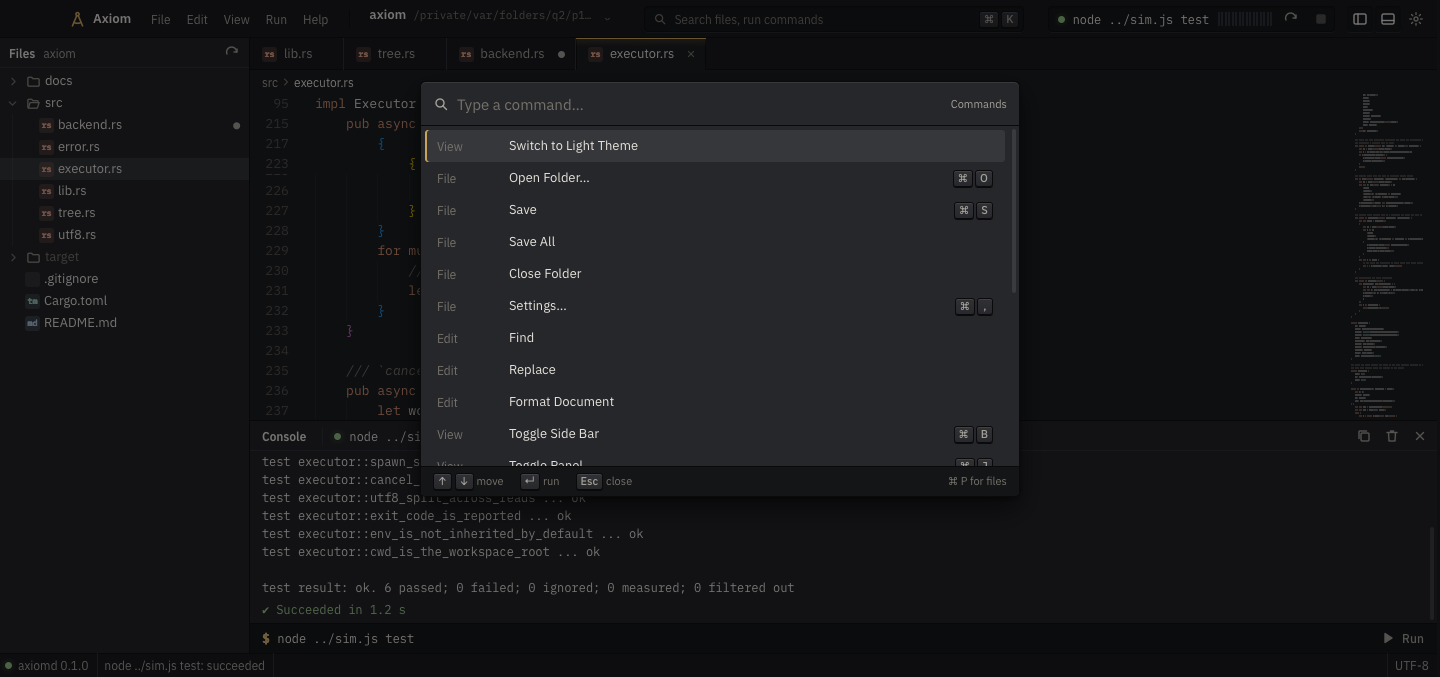 Axiom File Edit View Run Help axiom /private/var/folders/q2/p1… Search files, run commands ⌘ K node ../sim.js test
Files axiom
lib.rs tree.rs backend.rs executor.rs
docs
src
backend.rs
error.rs
executor.rs
lib.rs
tree.rs
utf8.rs
target
.gitignore
Cargo.toml
README.md
src > executor.rs
95 impl Executor
215 pub async
217 {
223 {
226
227 }
228 }
229 for mu
230 //
231 le
232 }
233 }
234
235 /// `cance
236 pub async
237 let wo
Type a command... Commands
View Switch to Light Theme
File Open Folder... ⌘ O
File Save ⌘ S
File Save All
File Close Folder
File Settings... ⌘ ,
Edit Find
Edit Replace
Edit Format Document
View Toggle Side Bar ⌘ B
View Toggle Panel ⌘ J
↑ ↓ move ↵ run Esc close ⌘ P for files
Console node ../si
test executor::spawn_s
test executor::cancel_
test executor::utf8_split_across_reads ... ok
test executor::exit_code_is_reported ... ok
test executor::env_is_not_inherited_by_default ... ok
test executor::cwd_is_the_workspace_root ... ok
test result: ok. 6 passed; 0 failed; 0 ignored; 0 measured; 0 filtered out
✔ Succeeded in 1.2 s
$ node ../sim.js test Run
axiomd 0.1.0 node ../sim.js test: succeeded UTF-8